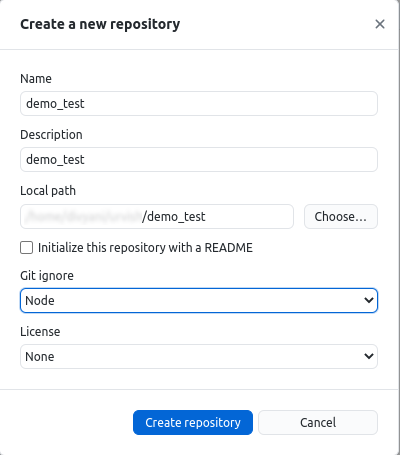 Create a new repository
Name
demo_test
Description
demo_test
Local path
/demo_test
Choose...
Initialize this repository with a README
Git ignore
Node
License
None
Create repository
Cancel